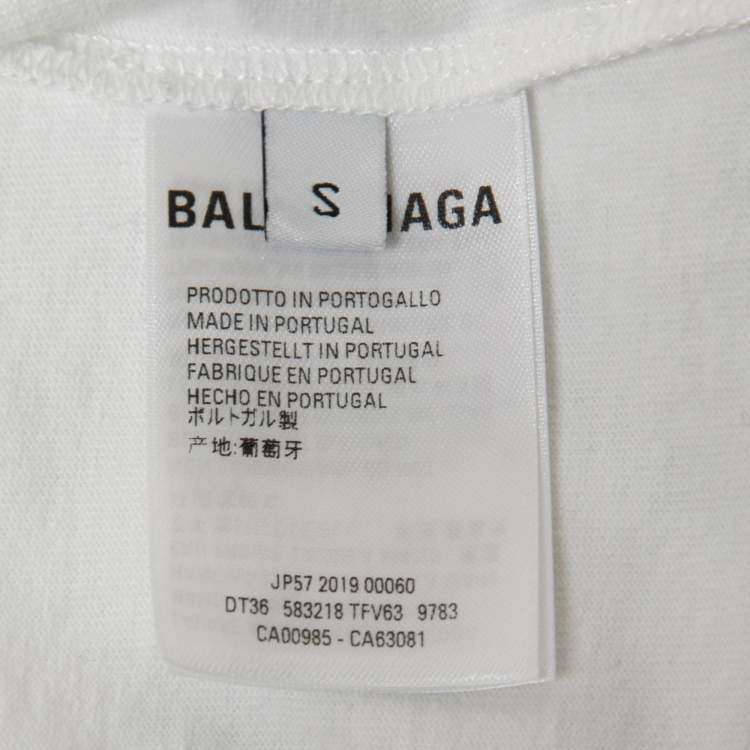 S
BAL NAGA
PRODOTTO IN PORTOGALLO
MADE IN PORTUGAL
HERGESTELLT IN PORTUGAL
FABRIQUE EN PORTUGAL
HECHO EN PORTUGAL
ポルトガル製
产地:葡萄牙
JP57 2019 00060
DT36 583218 TFV63 9783
CA00985 - CA63081